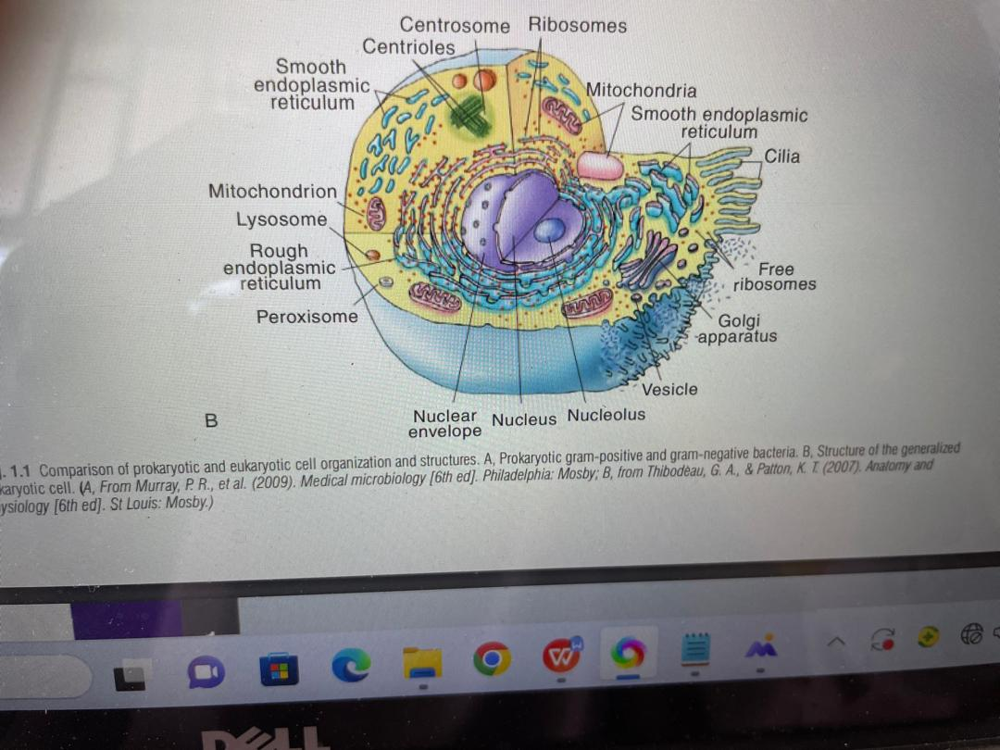 Centrosome
Ribosomes
Centrioles
Smooth
endoplasmic
reticulum
Mitochondria
Smooth endoplasmic
reticulum
Cilia
Mitochondrion
Lysosome
Rough
endoplasmic
reticulum
Peroxisome
Free
ribosomes
Golgi
apparatus
Vesicle
Nuclear
envelope
Nucleus
Nucleolus
B
1.1 Comparison of prokaryotic and eukaryotic cell organization and structures. A, Prokaryotic gram-positive and gram-negative bacteria. B, Structure of the generalized
karyotic cell. (A, From Murray, P. R., et al. (2009). Medical microbiology [6th ed]. Philadelphia: Mosby; B, from Thibodeau, G. A., & Patton, K. T. (2007). Anatomy and
ysiology [6th ed]. St Louis: Mosby.)
DELL